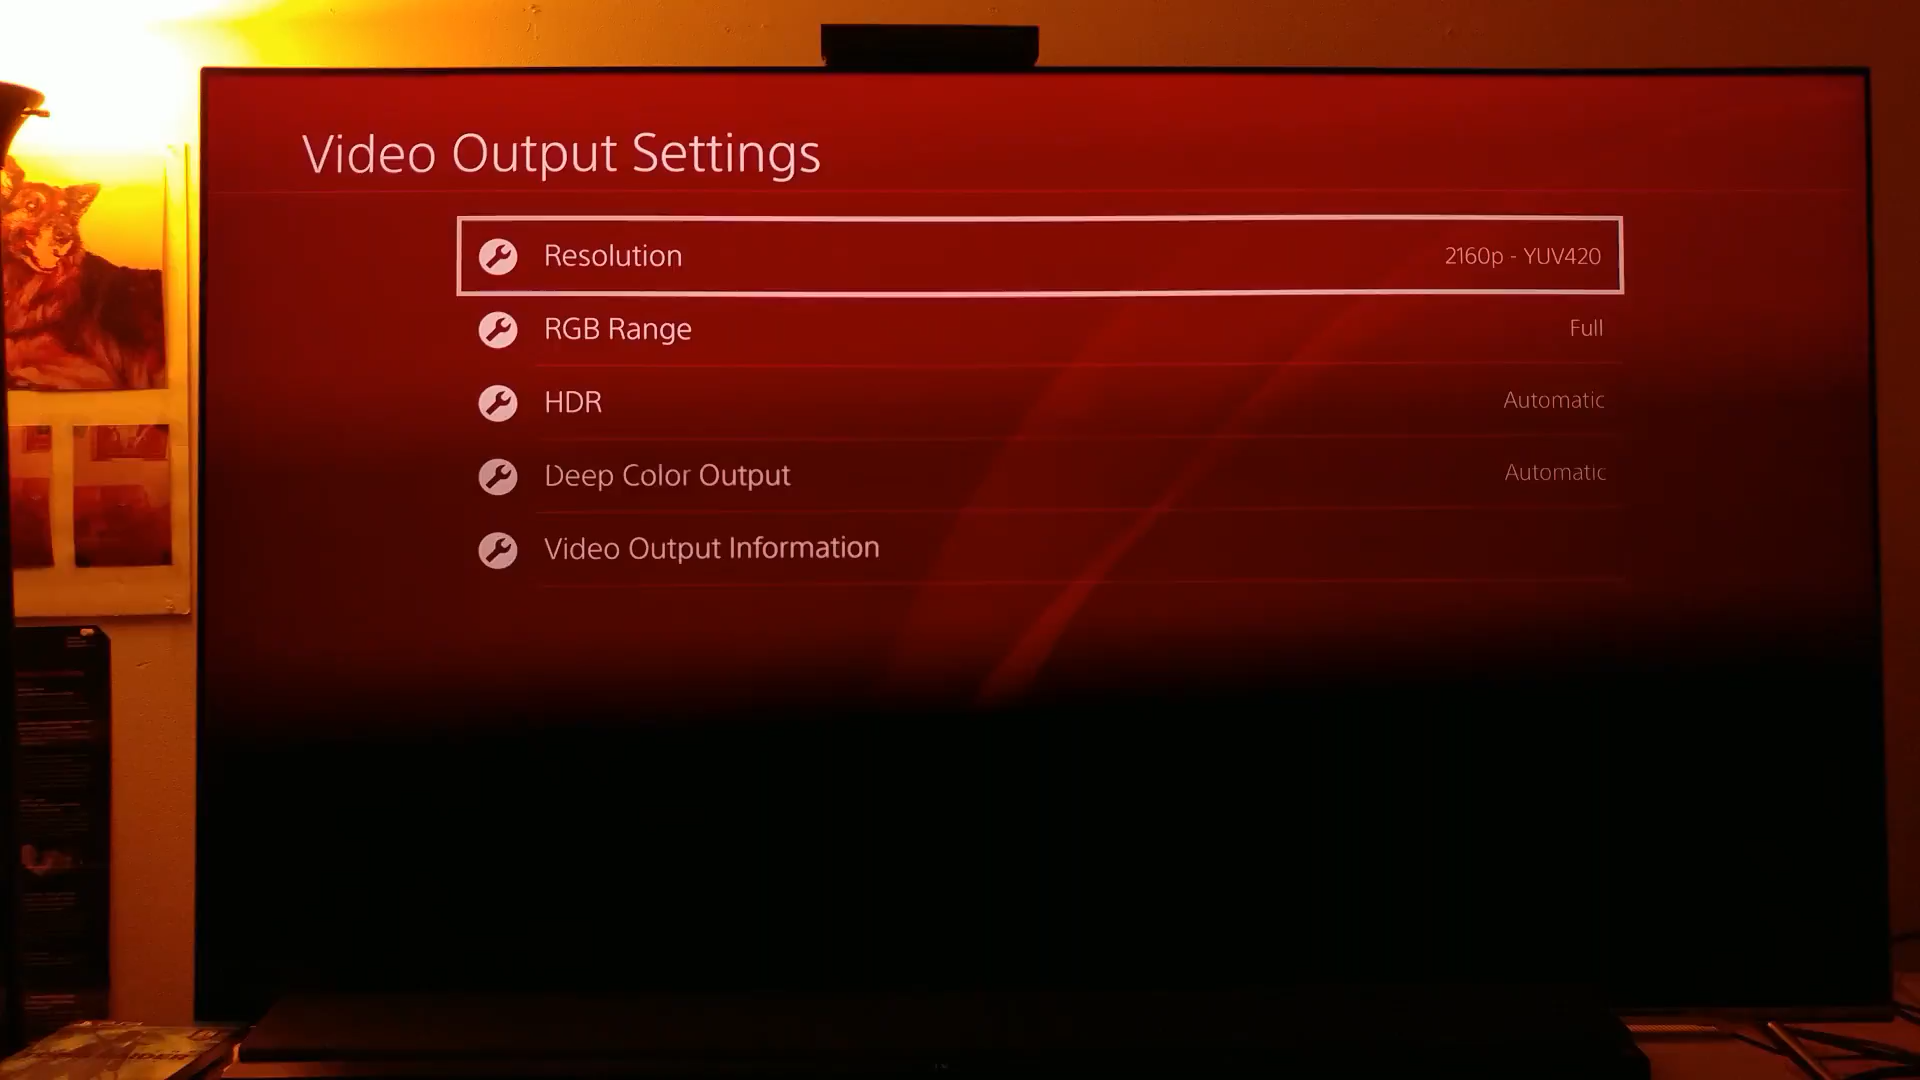 Video Output Settings
Resolution 2160p - YUV420
RGB Range Full
HDR Automatic
Deep Color Output Automatic
Video Output Information